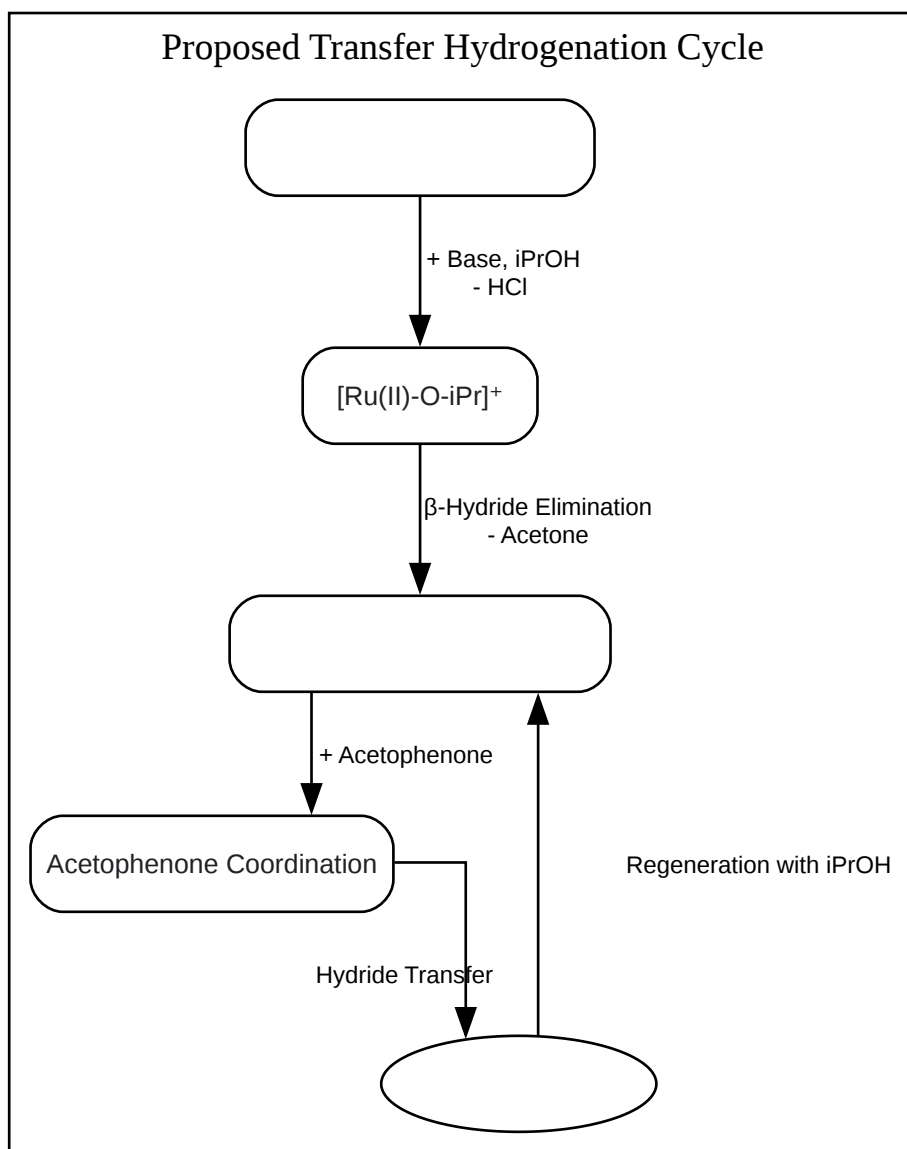 Proposed Transfer Hydrogenation Cycle
+ Base, iPrOH
- HCl
[Ru(II)-O-iPr]⁺
β-Hydride Elimination
- Acetone
+ Acetophenone
Acetophenone Coordination
Regeneration with iPrOH
Hydride Transfer